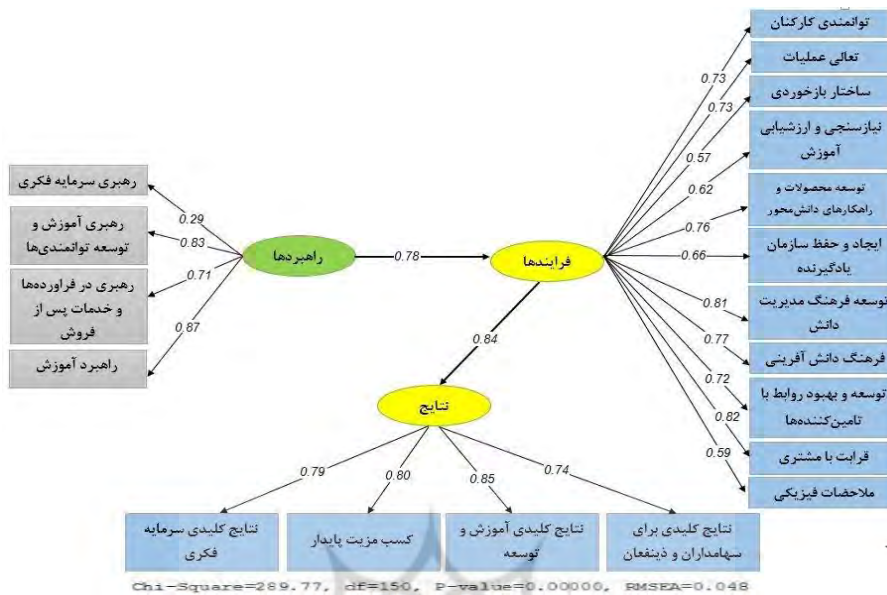 توانمندی کارکنان
تعالی عملیات
ساختار بازخوردی
نیازسنجی و ارزشیابی
آموزش
توسعه محصولات و
راهکارهای دانش‌محور
ایجاد و حفظ سازمان
یادگیرنده
توسعه فرهنگ مدیریت
دانش
فرهنگ دانش آفرینی
توسعه و بهبود روابط با
تامین‌کننده‌ها
قرابت با مشتری
ملاحضات فیزیکی
0.73
0.73
0.57
0.62
0.76
0.66
0.81
0.77
0.72
0.82
0.59
فرایندها
0.78
راهبردها
0.29
0.83
0.71
0.87
رهبری سرمایه فکری
رهبری آموزش و
توسعه توانمندی‌ها
رهبری در فراورده‌ها
و خدمات پس از
فروش
راهبرد آموزش
0.84
نتایج
0.74
0.85
0.80
0.79
نتایج کلیدی برای
سهامداران و ذینفعان
نتایج کلیدی آموزش و
توسعه
کسب مزیت پایدار
نتایج کلیدی سرمایه
فکری
Chi-Square=289.77, df=150, P-value=0.00000, RMSEA=0.048